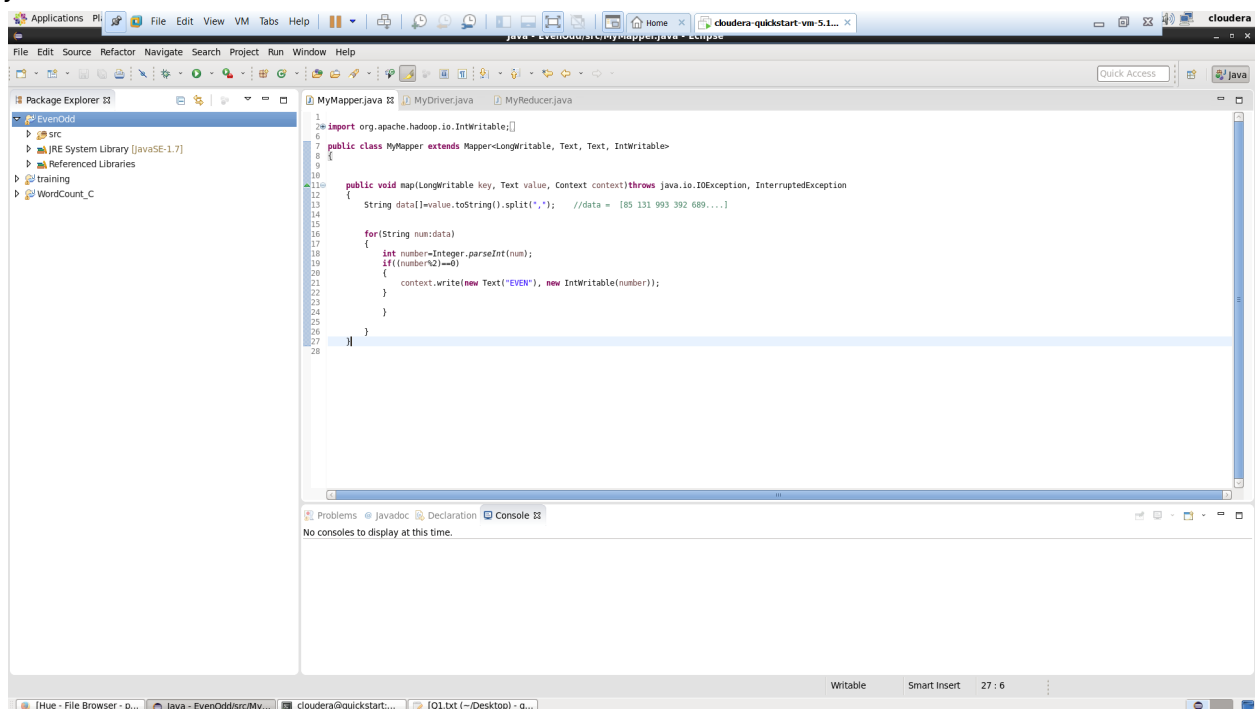 Applications Pl
File Edit View VM Tabs Help
Home
cloudera-quickstart-vm-5.1...
cloudera
Java - EvenOdd/src/MyMapper.java - Eclipse
File Edit Source Refactor Navigate Search Project Run Window Help
Quick Access
Java
Package Explorer
EvenOdd
src
JRE System Library [JavaSE-1.7]
Referenced Libraries
training
WordCount_C
MyMapper.java MyDriver.java MyReducer.java
1
2 import org.apache.hadoop.io.IntWritable;
6
7 public class MyMapper extends Mapper<LongWritable, Text, Text, IntWritable>
8 {
9
10
11 public void map(LongWritable key, Text value, Context context)throws java.io.IOException, InterruptedException
12 {
13 String data[]=value.toString().split(","); //data = [85 131 993 392 689....]
14
15
16 for(String num:data)
17 {
18 int number=Integer.parseInt(num);
19 if((number%2)==0)
20 {
21 context.write(new Text("EVEN"), new IntWritable(number));
22 }
23
24 }
25
26 }
27 }
28
Problems @ Javadoc Declaration Console
No consoles to display at this time.
Writable Smart Insert 27 : 6
[Hue - File Browser - p... Java - EvenOdd/src/My... cloudera@quickstart:... [Q1.txt (~/Desktop) - g...